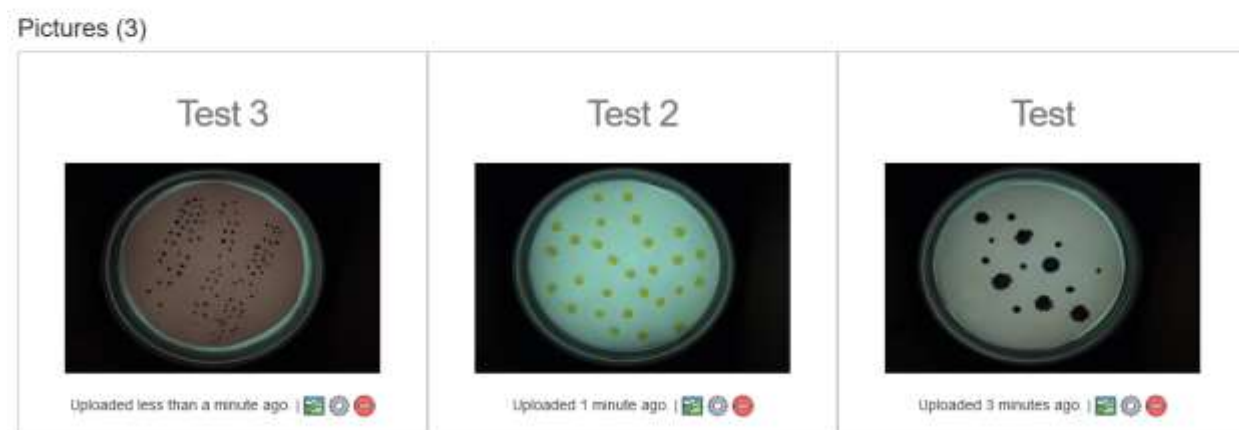 Pictures (3)
Test 3
Test 2
Test
Uploaded less than a minute ago |
Uploaded 1 minute ago |
Uploaded 3 minutes ago |